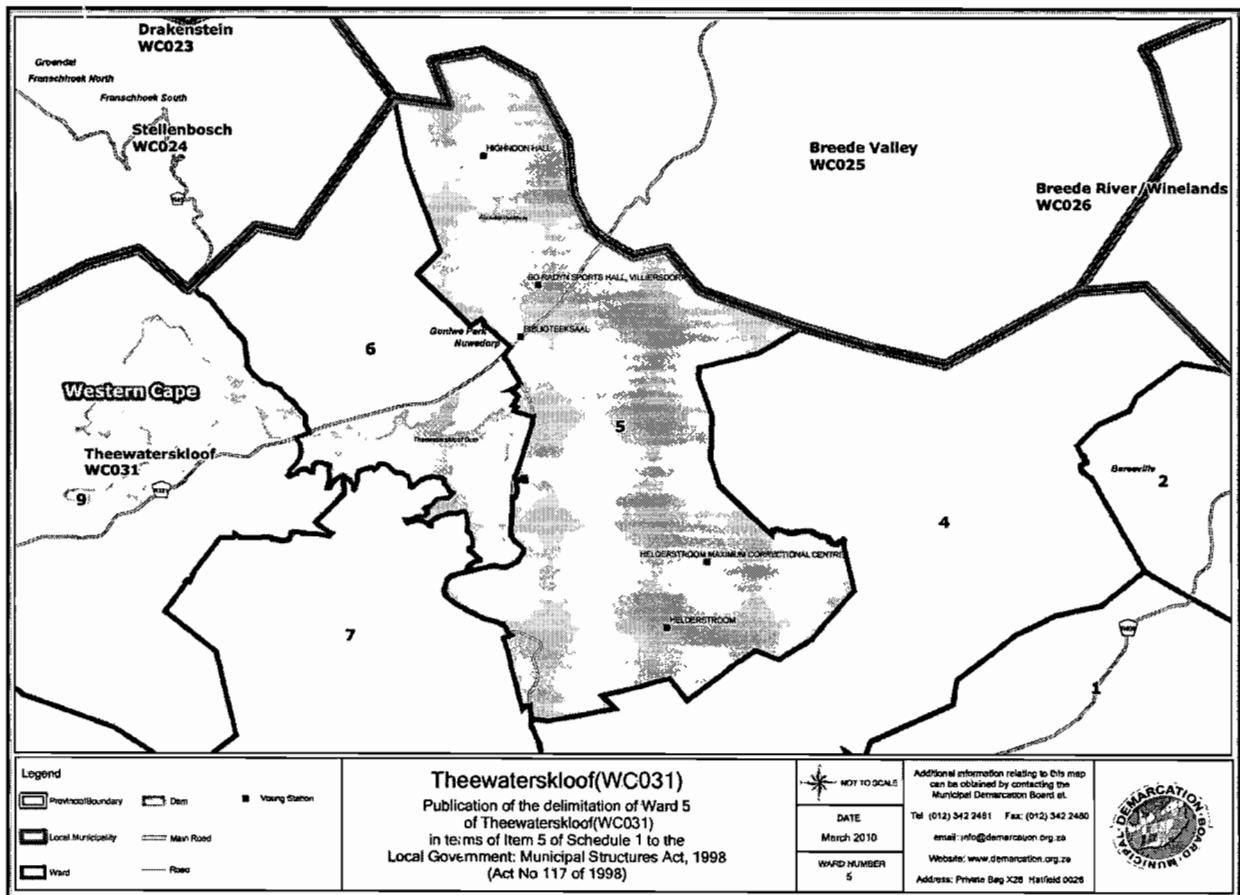 Drakenstein
WC023
Groendal
Franschhoek North
Franschhoek South
Stellenbosch
WC024
HIGHNOON HALL
Breede Valley
WC025
Breede River/Winelands
WC026
GO RADYN SPORTS HALL, VILLIERSDORP
BIBLIOTEEKSAAL
Goniwe Park
Nuwedorp
6
Western Cape
Theewaterskloof
WC031
R321
9
Theewaterskloof Dam
5
Bereaville
2
4
HELDERSTROOM MAXIMUM CORRECTIONAL CENTRE
HELDERSTROOM
7
R406
1
Legend
Provincial Boundary
Dam
Voting Station
Local Municipality
Main Road
Ward
Road
Theewaterskloof(WC031)
Publication of the delimitation of Ward 5
of Theewaterskloof(WC031)
in terms of Item 5 of Schedule 1 to the
Local Government: Municipal Structures Act, 1998
(Act No 117 of 1998)
NOT TO SCALE
DATE
March 2010
WARD NUMBER
5
Additional information relating to this map
can be obtained by contacting the
Municipal Demarcation Board at.
Tel (012) 342 2481 Fax: (012) 342 2480
email: info@demarcation.org.za
Website: www.demarcation.org.za
Address: Private Bag X28 Hatfield 0028
MUNICIPAL DEMARCATION BOARD